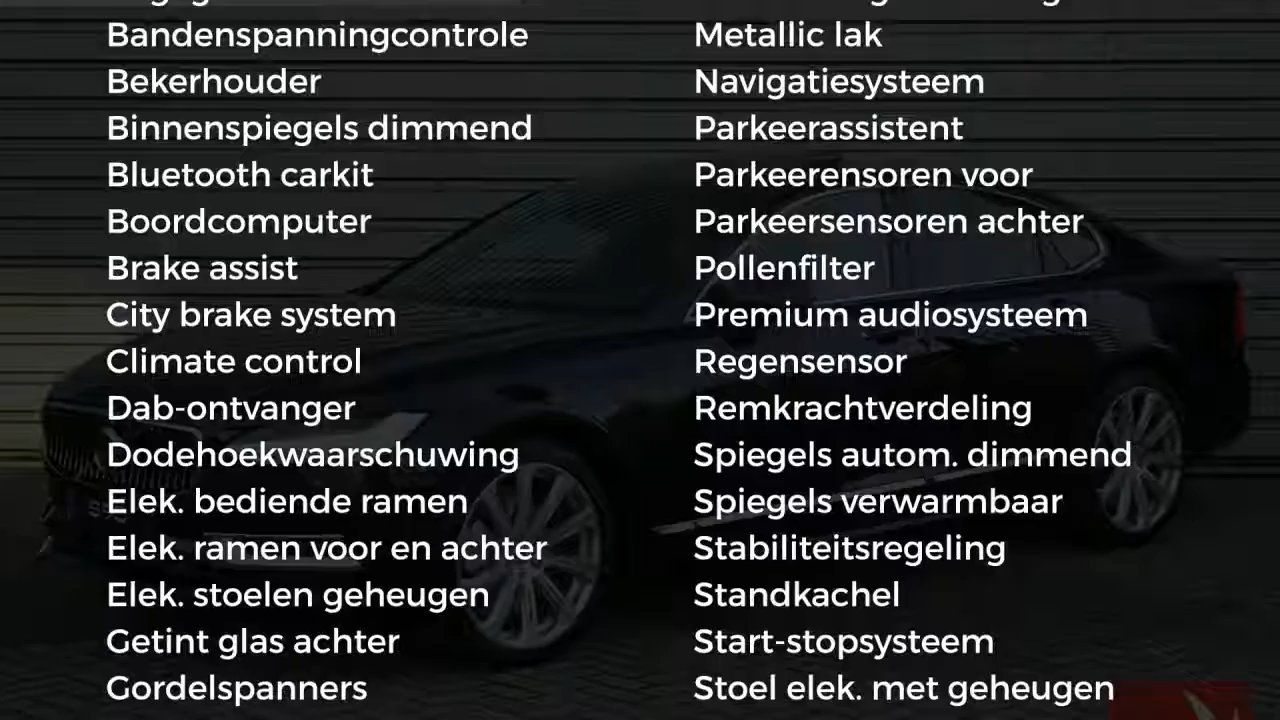 Bandenspanningcontrole
Bekerhouder
Binnenspiegels dimmend
Bluetooth carkit
Boordcomputer
Brake assist
City brake system
Climate control
Dab-ontvanger
Dodehoekwaarschuwing
Elek. bediende ramen
Elek. ramen voor en achter
Elek. stoelen geheugen
Getint glas achter
Gordelspanners
Metallic lak
Navigatiesysteem
Parkeerassistent
Parkeerensoren voor
Parkeersensoren achter
Pollenfilter
Premium audiosysteem
Regensensor
Remkrachtverdeling
Spiegels autom. dimmend
Spiegels verwarmbaar
Stabiliteitsregeling
Standkachel
Start-stopsysteem
Stoel elek. met geheugen